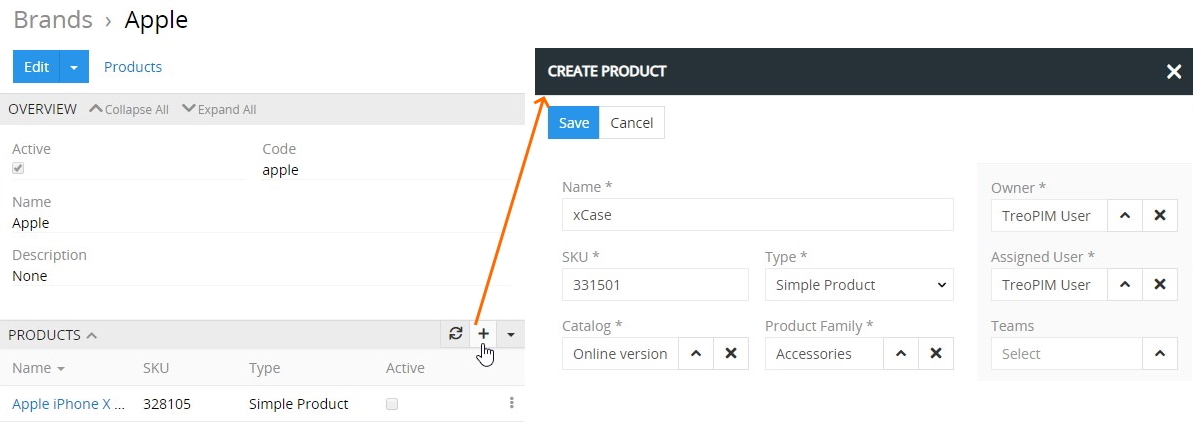 Brands › Apple
Edit Products
OVERVIEW Collapse All Expand All
Active Code
apple
Name
Apple
Description
None
PRODUCTS
Name SKU Type Active
Apple iPhone X ... 328105 Simple Product
CREATE PRODUCT
Save Cancel
Name *
xCase
SKU * Type *
331501 Simple Product
Catalog * Product Family *
Online version Accessories
Owner *
TreoPIM User
Assigned User *
TreoPIM User
Teams
Select